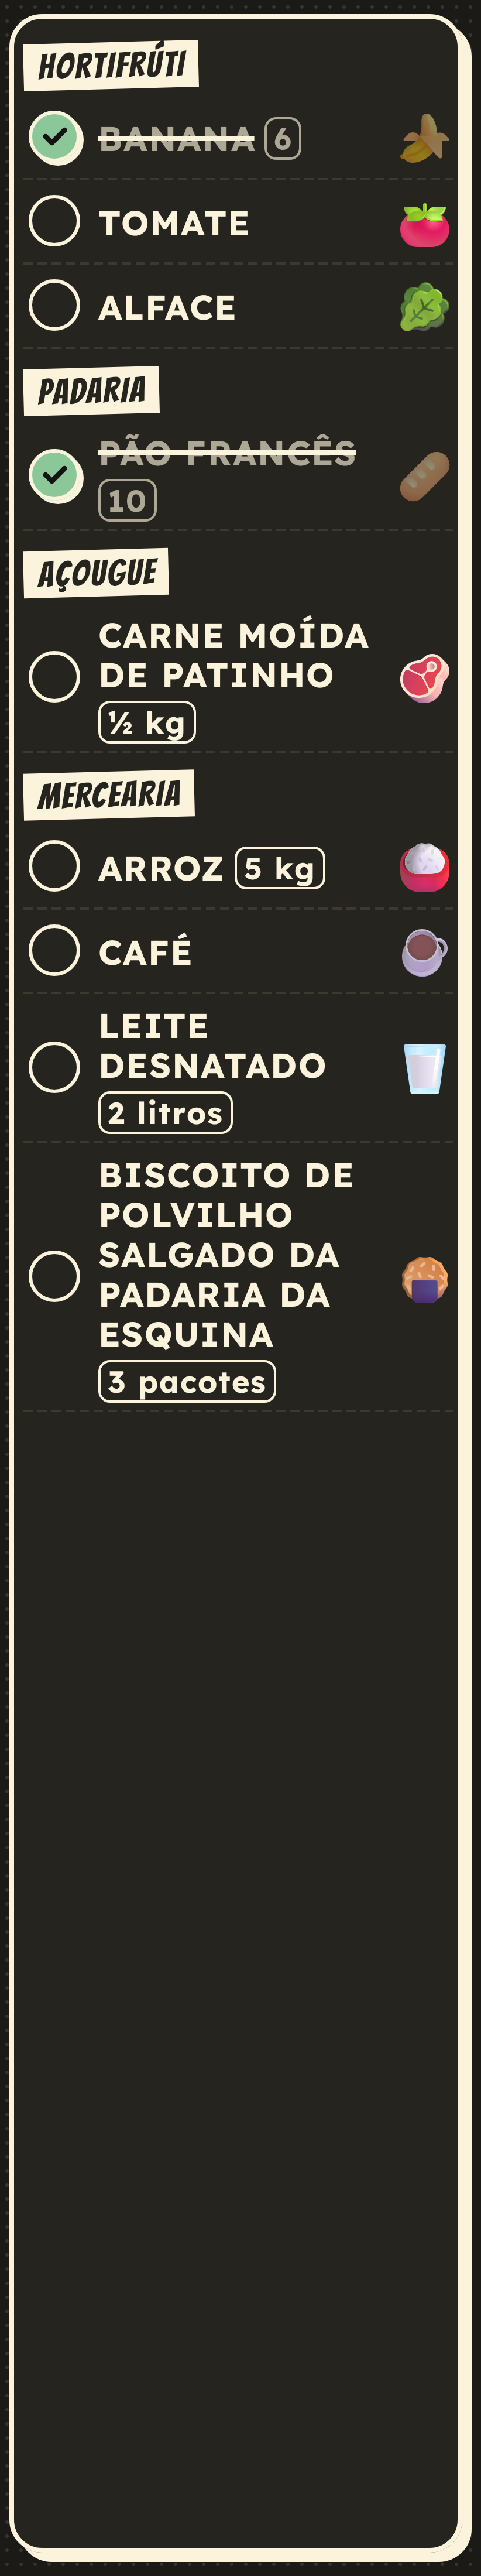 HORTIFRÚTI
BANANA 6
TOMATE
ALFACE
PADARIA
PÃO FRANCÊS
10
AÇOUGUE
CARNE MOÍDA
DE PATINHO
½ kg
MERCEARIA
ARROZ 5 kg
CAFÉ
LEITE
DESNATADO
2 litros
BISCOITO DE
POLVILHO
SALGADO DA
PADARIA DA
ESQUINA
3 pacotes